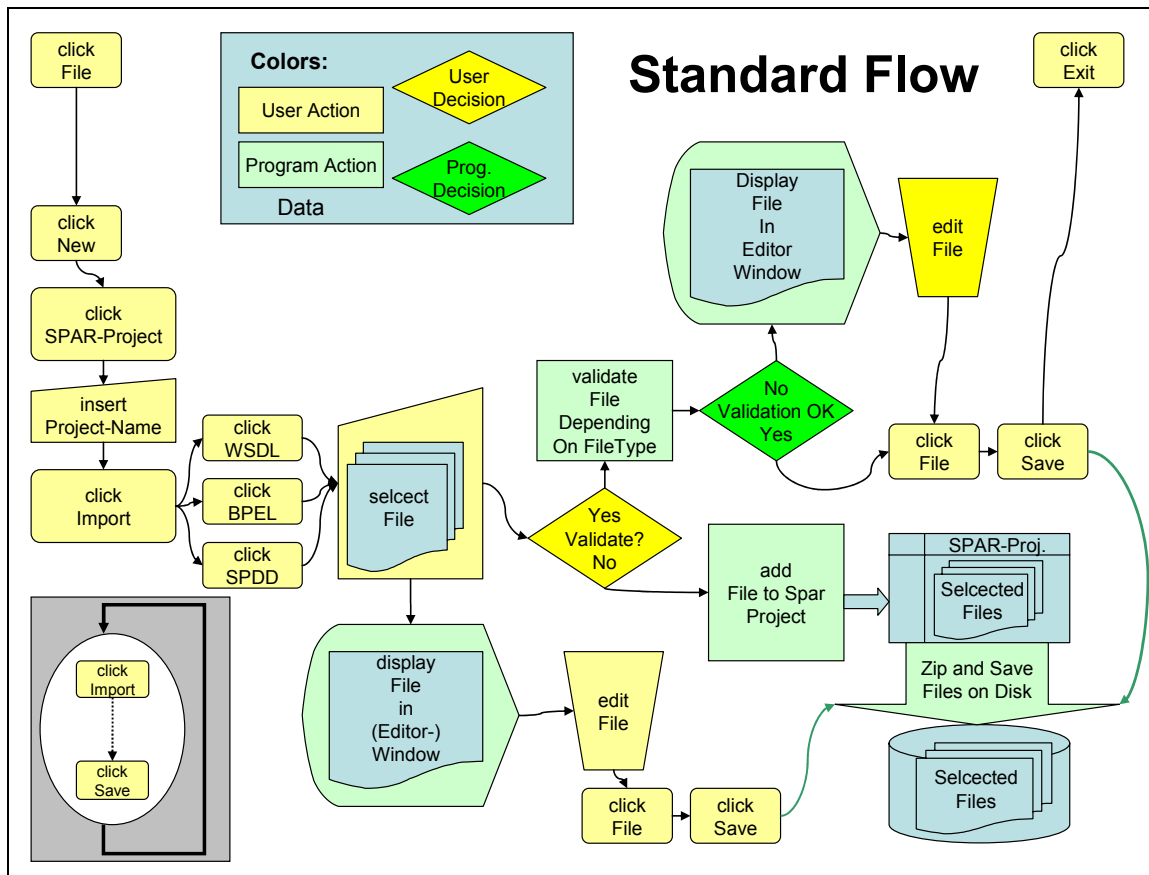 Standard Flow
click
File
click
New
click
SPAR-Project
insert
Project-Name
click
Import
click
WSDL
click
BPEL
click
SPDD
Colors:
User Action
Program Action
Data
User
Decision
Prog.
Decision
selcect
File
display
File
in
(Editor-)
Window
edit
File
click
File
click
Save
Yes
Validate?
No
validate
File
Depending
On FileType
No
Validation OK
Yes
Display
File
In
Editor
Window
edit
File
click
File
click
Save
click
Exit
add
File to Spar
Project
SPAR-Proj.
Selcected
Files
Zip and Save
Files on Disk
Selcected
Files
click
Import
click
Save